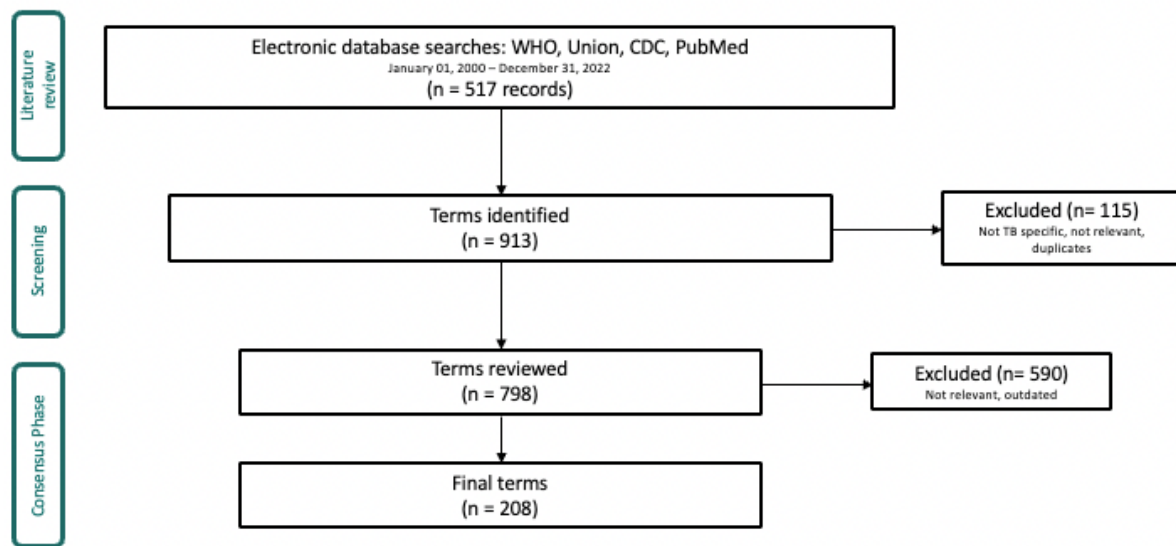 Literature
review
Electronic database searches: WHO, Union, CDC, PubMed
January 01, 2000 – December 31, 2022
(n = 517 records)
Screening
Terms identified
(n = 913)
Excluded (n= 115)
Not TB specific, not relevant,
duplicates
Consensus Phase
Terms reviewed
(n = 798)
Excluded (n= 590)
Not relevant, outdated
Final terms
(n = 208)